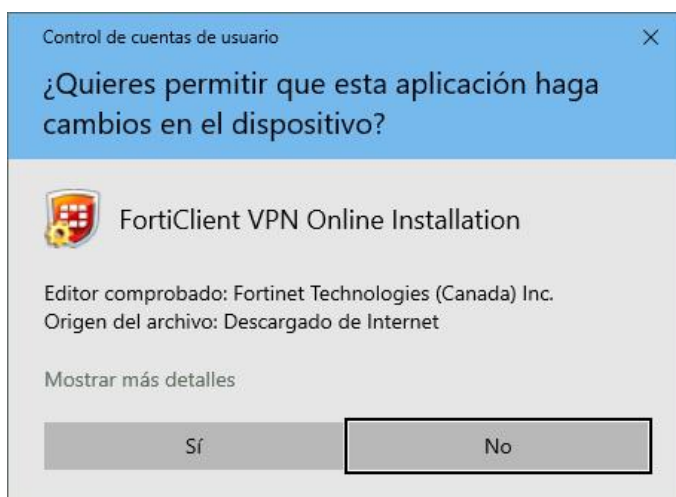 Control de cuentas de usuario
¿Quieres permitir que esta aplicación haga
cambios en el dispositivo?
FortiClient VPN Online Installation
Editor comprobado: Fortinet Technologies (Canada) Inc.
Origen del archivo: Descargado de Internet
Mostrar más detalles
Sí
No